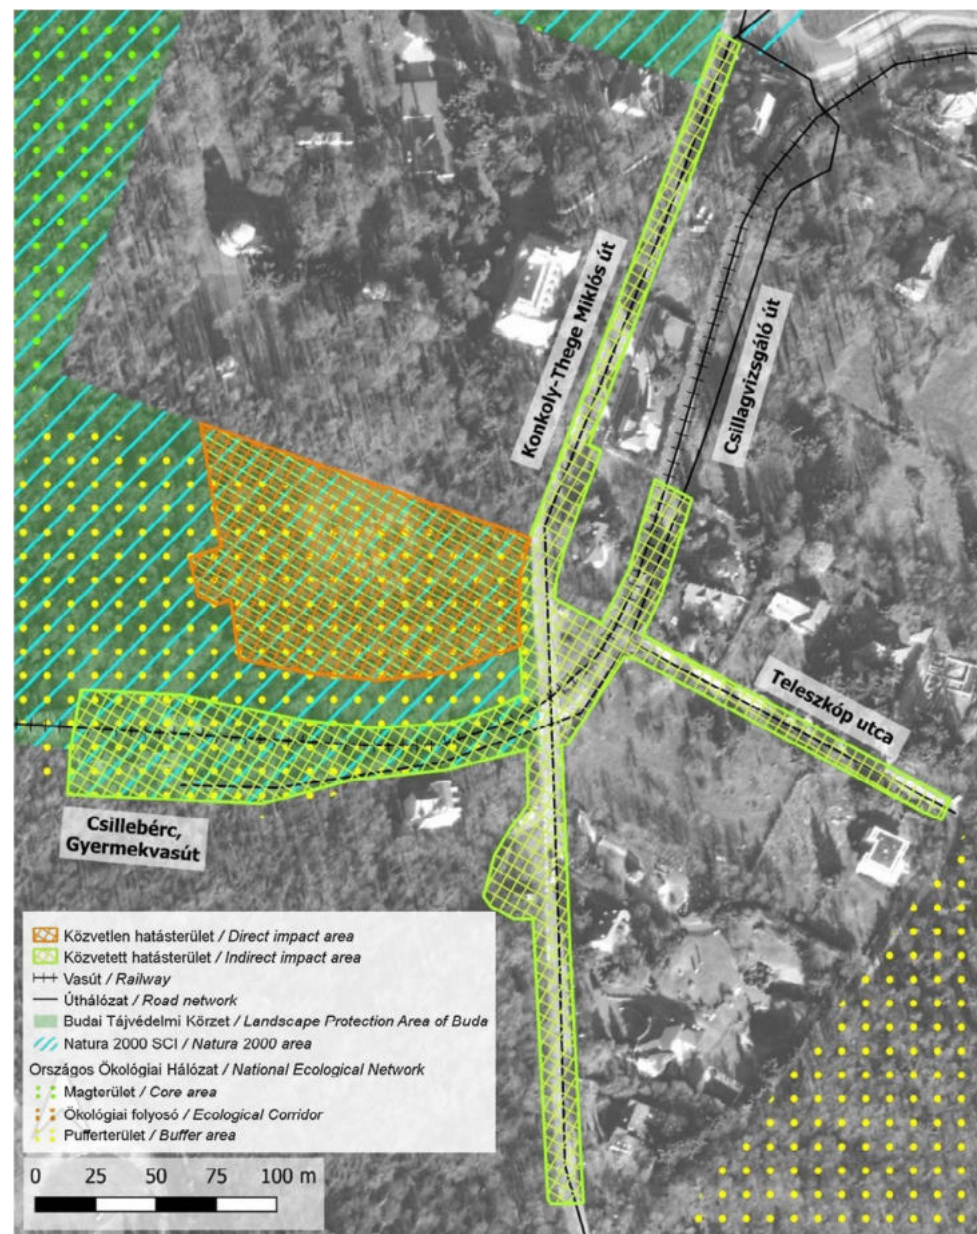 Konkoly-Thege Miklós út
Csillagvizsgáló út
Teleszkóp utca
Csillebérc,
Gyermekvasút
Közvetlen hatásterület / Direct impact area
Közvetett hatásterület / Indirect impact area
Vasút / Railway
Úthálózat / Road network
Budai Tájvédelmi Körzet / Landscape Protection Area of Buda
Natura 2000 SCI / Natura 2000 area
Országos Ökológiai Hálózat / National Ecological Network
Magterület / Core area
Ökológiai folyosó / Ecological Corridor
Pufferterület / Buffer area
0 25 50 75 100 m